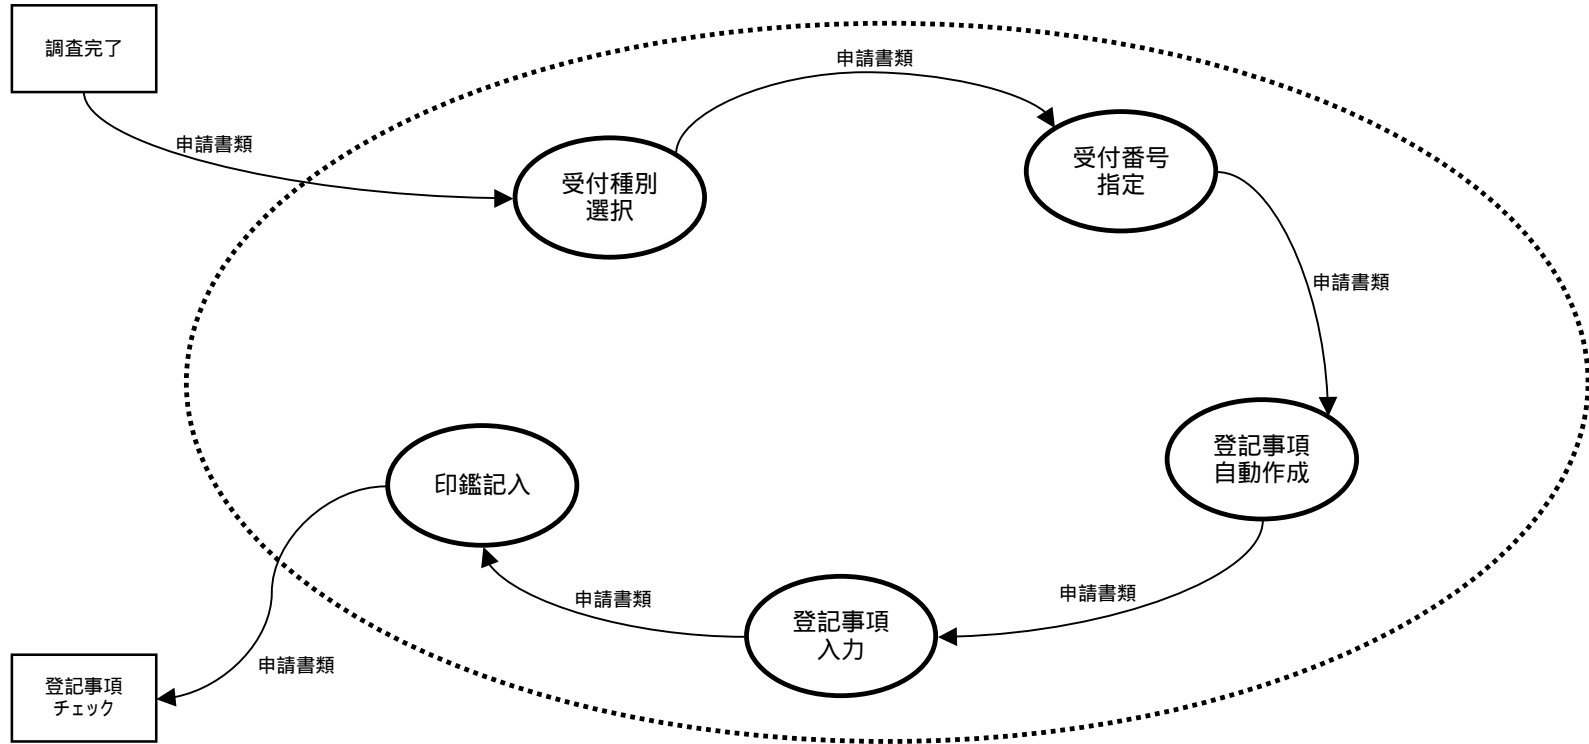 調査完了
申請書類
申請書類
受付種別
選択
受付番号
指定
申請書類
登記事項
自動作成
申請書類
登記事項
入力
申請書類
印鑑記入
申請書類
登記事項
チェック